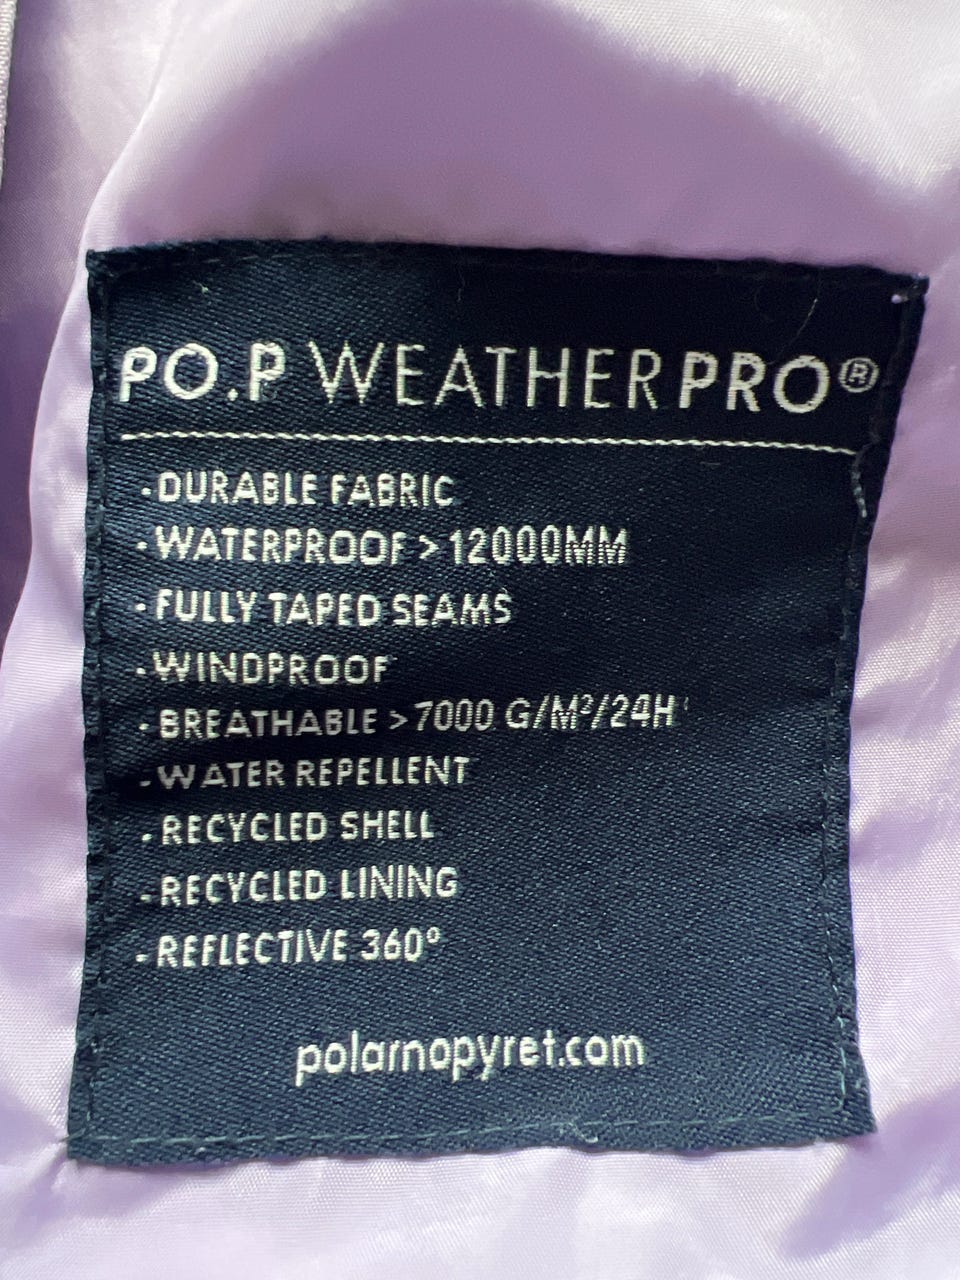 PO.P WEATHERPRO®
· DURABLE FABRIC
· WATERPROOF > 12000MM
· FULLY TAPED SEAMS
· WINDPROOF
· BREATHABLE > 7000 G/M²/24H
· WATER REPELLENT
· RECYCLED SHELL
· RECYCLED LINING
· REFLECTIVE 360°
polarnopyret.com